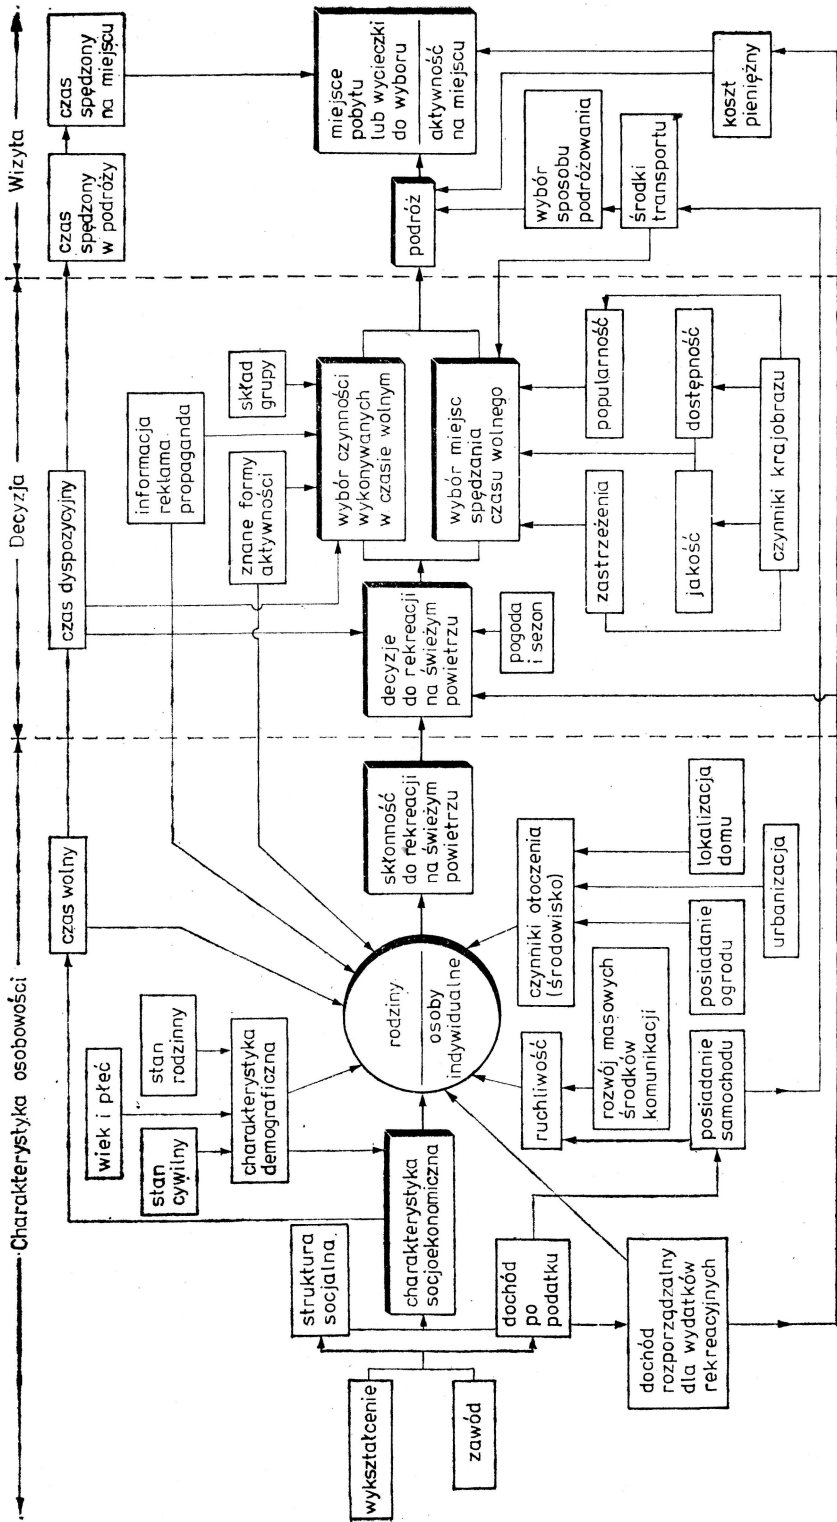 Charakterystyka osobowości
Decyzja
Wizyta
wykształcenie
zawód
struktura
socjalna
dochód
po
podatku
dochód
rozporządzalny
dla wydatków
rekreacyjnych
charakterystyka
socjoekonomiczna
stan
cywilny
wiek i płeć
stan
rodzinny
charakterystyka
demograficzna
czas wolny
rodziny
osoby
indywidualne
ruchliwość
rozwój masowych
środków
komunikacji
posiadanie
samochodu
czynniki otoczenia
(środowisko)
posiadanie
ogrodu
urbanizacja
lokalizacja
domu
skłonność
do rekreacji
na świeżym
powietrzu
czas dyspozycyjny
informacja
reklama
propaganda
znane formy
aktywności
skład
grupy
decyzje
do rekreacji
na świeżym
powietrzu
pogoda
i sezon
wybór czynności
wykonywanych
w czasie wolnym
wybór miejsc
spędzania
czasu wolnego
zastrzeżenia
popularność
jakość
dostępność
czynniki krajobrazu
czas
spędzony
w podróży
czas
spędzony
na miejscu
podróż
miejsce
pobytu
lub wycieczki
do wyboru
aktywność
na miejscu
wybór
sposobu
podróżowania
środki
transportu
koszt
pieniężny